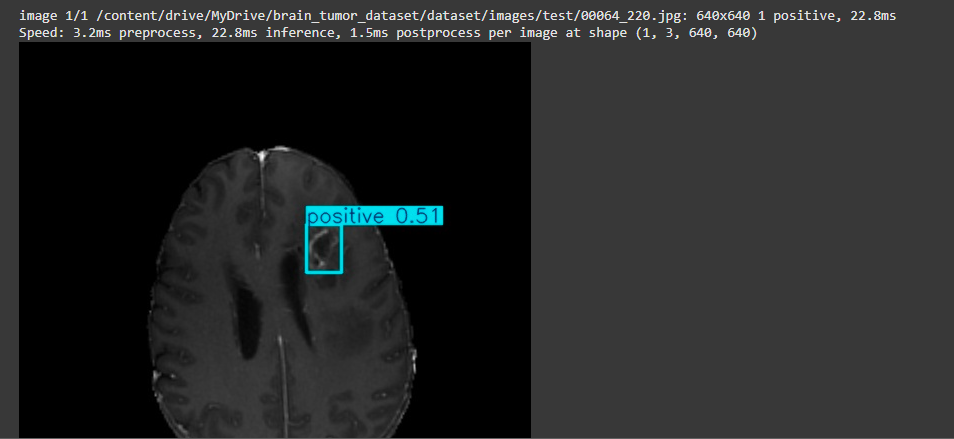 image 1/1 /content/drive/MyDrive/brain_tumor_dataset/dataset/images/test/00064_220.jpg: 640x640 1 positive, 22.8ms
Speed: 3.2ms preprocess, 22.8ms inference, 1.5ms postprocess per image at shape (1, 3, 640, 640)
positive 0.51